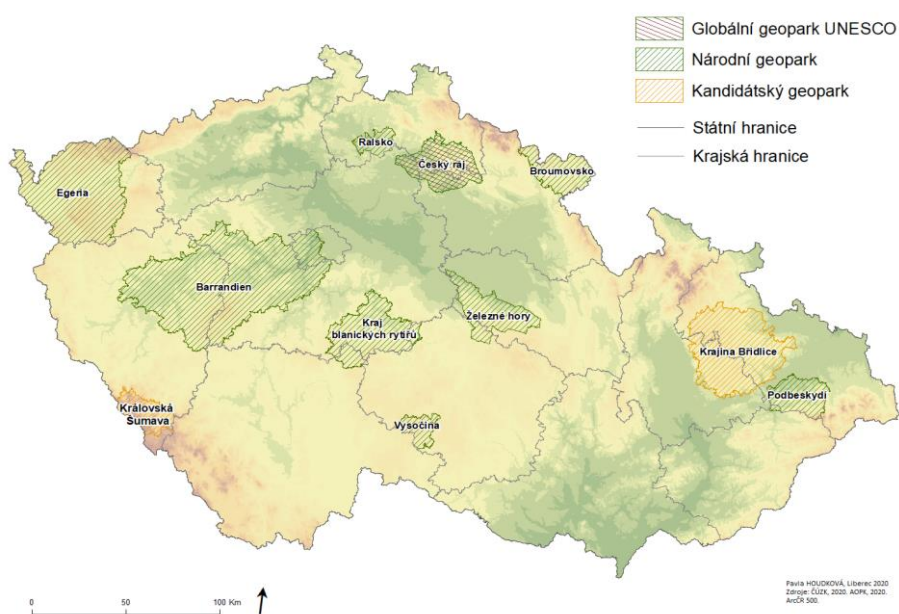 Globální geopark UNESCO
Národní geopark
Kandidátský geopark
Státní hranice
Krajská hranice
Ralsko
Český ráj
Broumovsko
Egeria
Barrandien
Kraj
blanických rytířů
Železné hory
Krajina Břidlice
Podbeskydí
Královská
Šumava
Vysočina
0 50 100 Km
Pavla HOUDKOVÁ, Liberec 2020
Zdroje: ČÚZK, 2020. AOPK, 2020.
ArcČR 500.